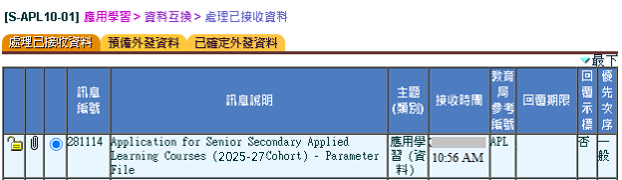 [S-APL10-01] 應用學習 > 資料互換 > 處理已接收資料
處理已接收資料 預備外發資料 已確定外發資料
最下
訊息編號 訊息說明 主題(類別) 接收時間 教育局參考編號 回覆期限 回覆示標 優先次序
281114 Application for Senior Secondary Applied Learning Courses (2025-27Cohort) - Parameter File 應用學習 (資料) 10:56 AM APL 否 一般